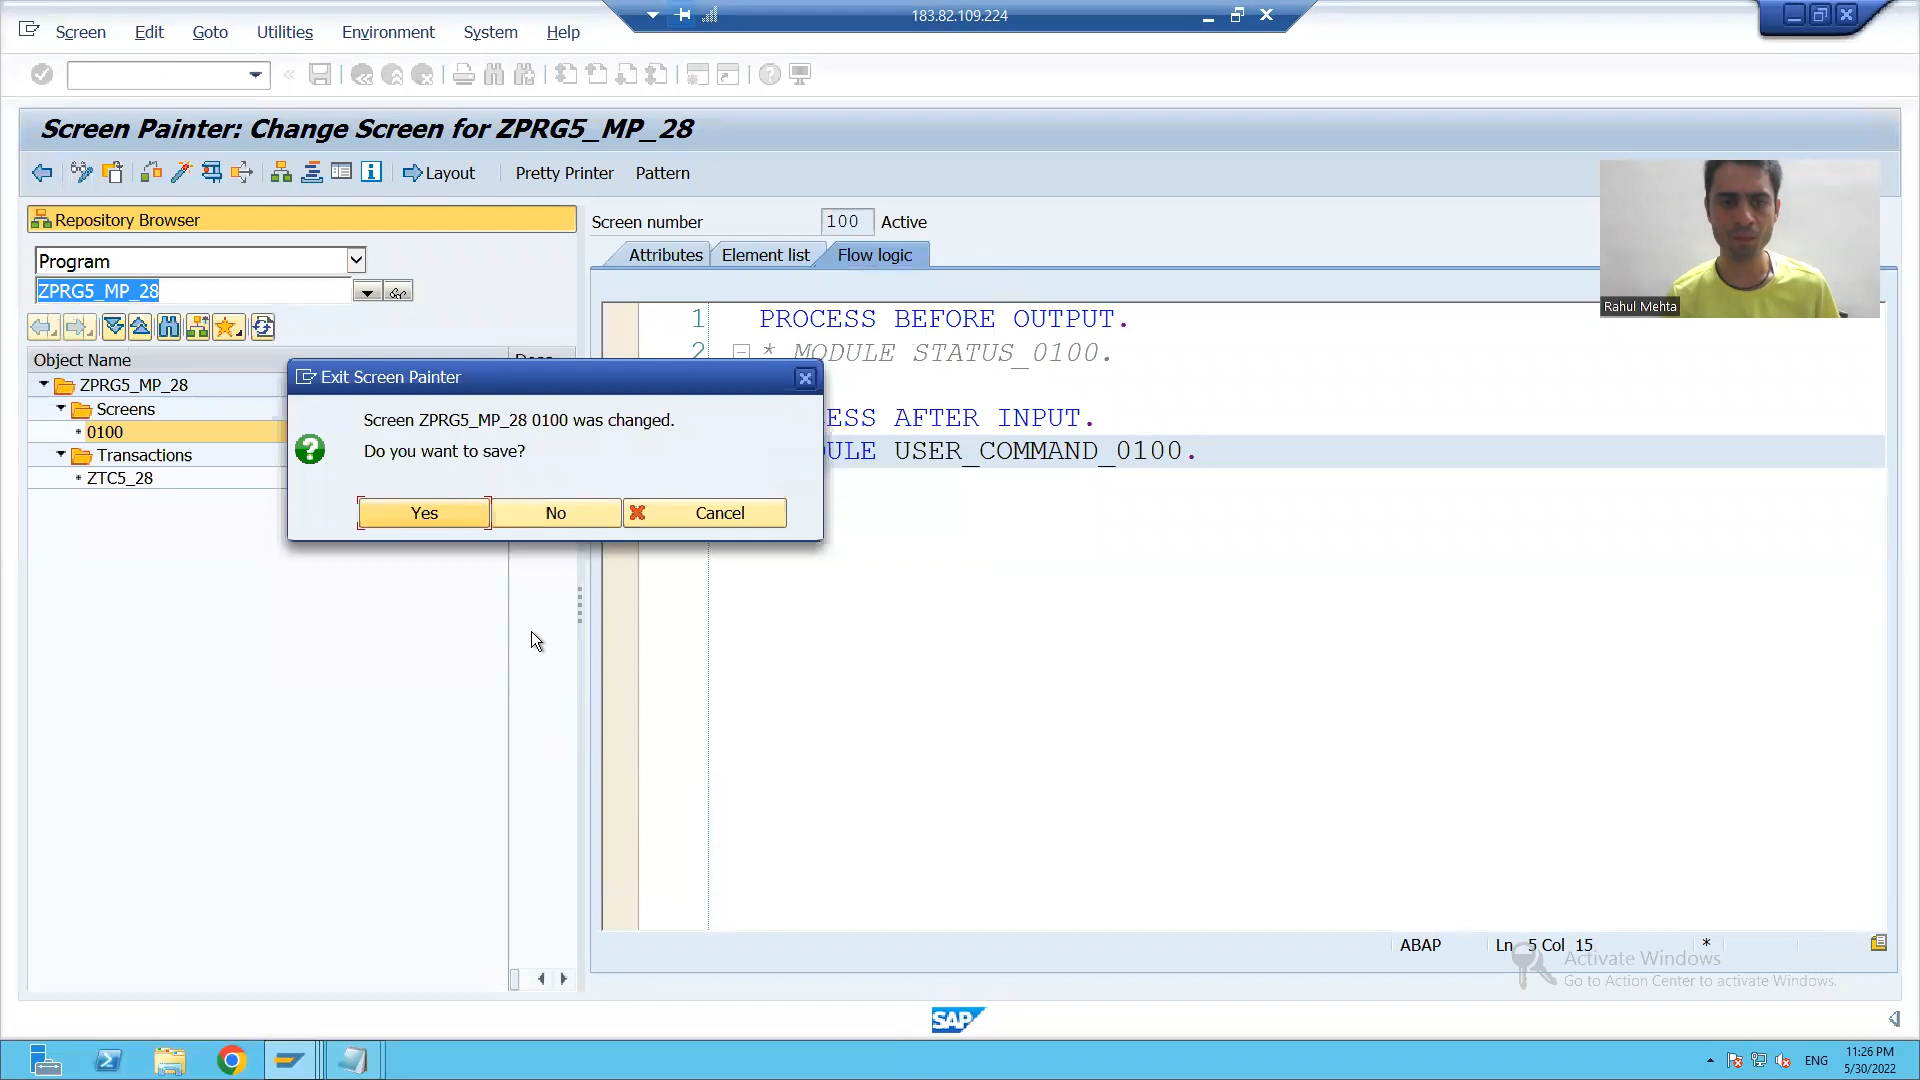 183.82.109.224
Screen Edit Goto Utilities Environment System Help
Screen Painter: Change Screen for ZPRG5_MP_28
Layout Pretty Printer Pattern
Repository Browser
Screen number 100 Active
Program
Attributes Element list Flow logic
ZPRG5_MP_28
Rahul Mehta
1 PROCESS BEFORE OUTPUT.
2 * MODULE STATUS_0100.
Object Name
ZPRG5_MP_28
Screens
0100
Transactions
ZTC5_28
Exit Screen Painter
Screen ZPRG5_MP_28 0100 was changed.
Do you want to save?
Yes No Cancel
ESS AFTER INPUT.
ULE USER_COMMAND_0100.
ABAP Ln 5 Col 15 *
Activate Windows
Go to Action Center to activate Windows.
SAP
ENG
11:26 PM
5/30/2022